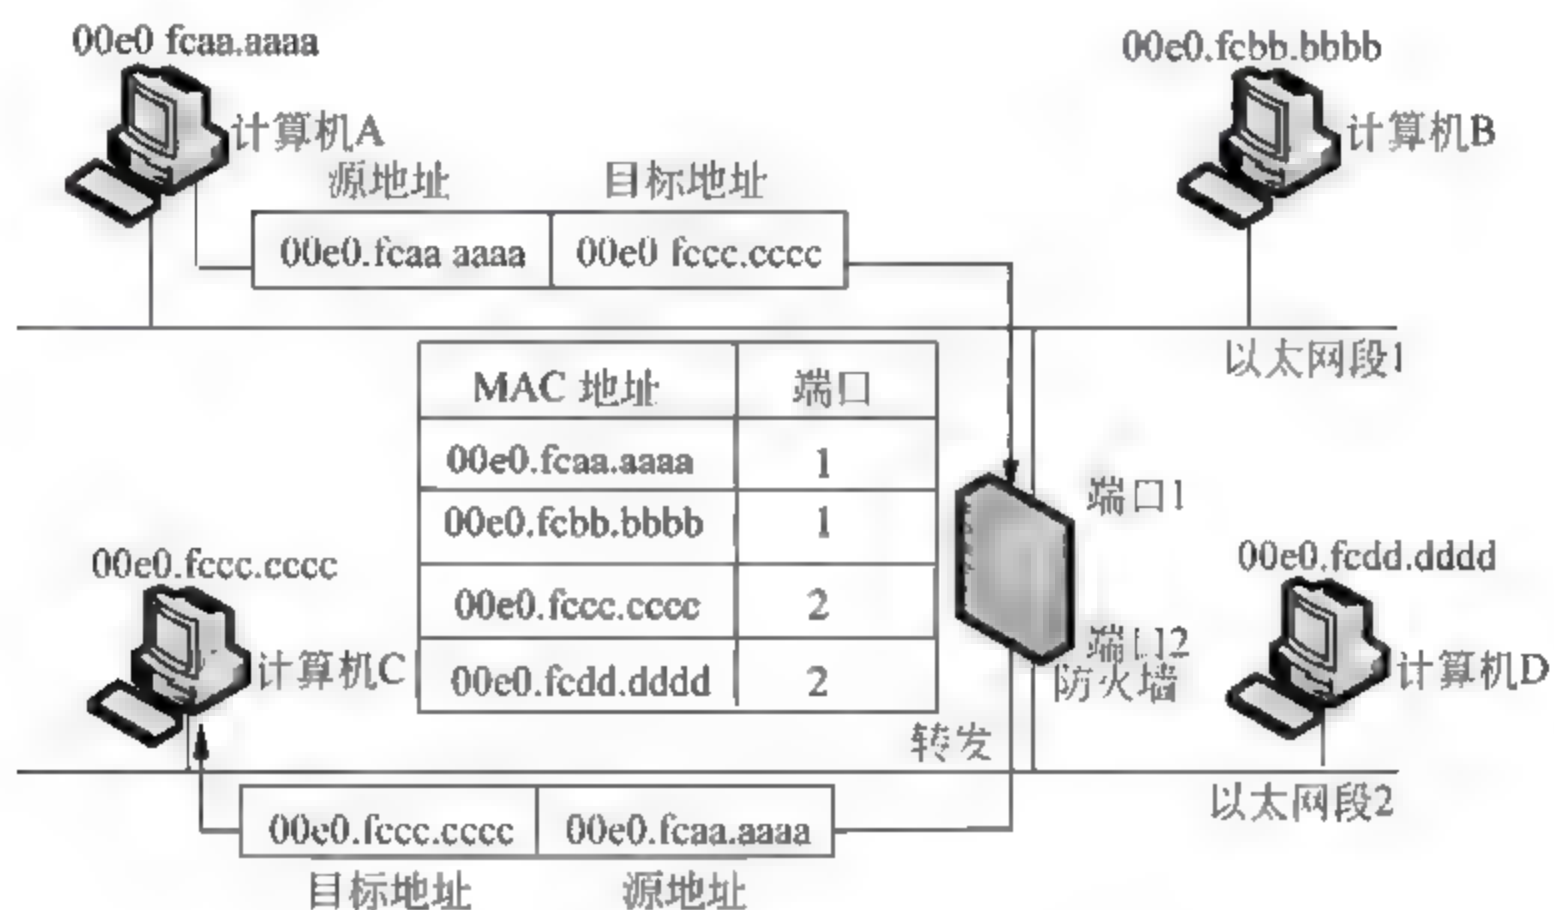 00e0 fcaa.aaaa
00e0.fcbb.bbbb
计算机A
计算机B
源地址 目标地址
00e0.fcaa aaaa 00e0 fccc.cccc
以太网段1
MAC 地址 端口
00e0.fcaa.aaaa 1
00e0.fcbb.bbbb 1
00e0.fccc.cccc 2
00e0.fcdd.dddd 2
端口1
端口2
防火墙
00e0.fccc.cccc
计算机C
00e0.fcdd.dddd
计算机D
转发
以太网段2
00e0.fccc.cccc 00e0.fcaa.aaaa
目标地址 源地址